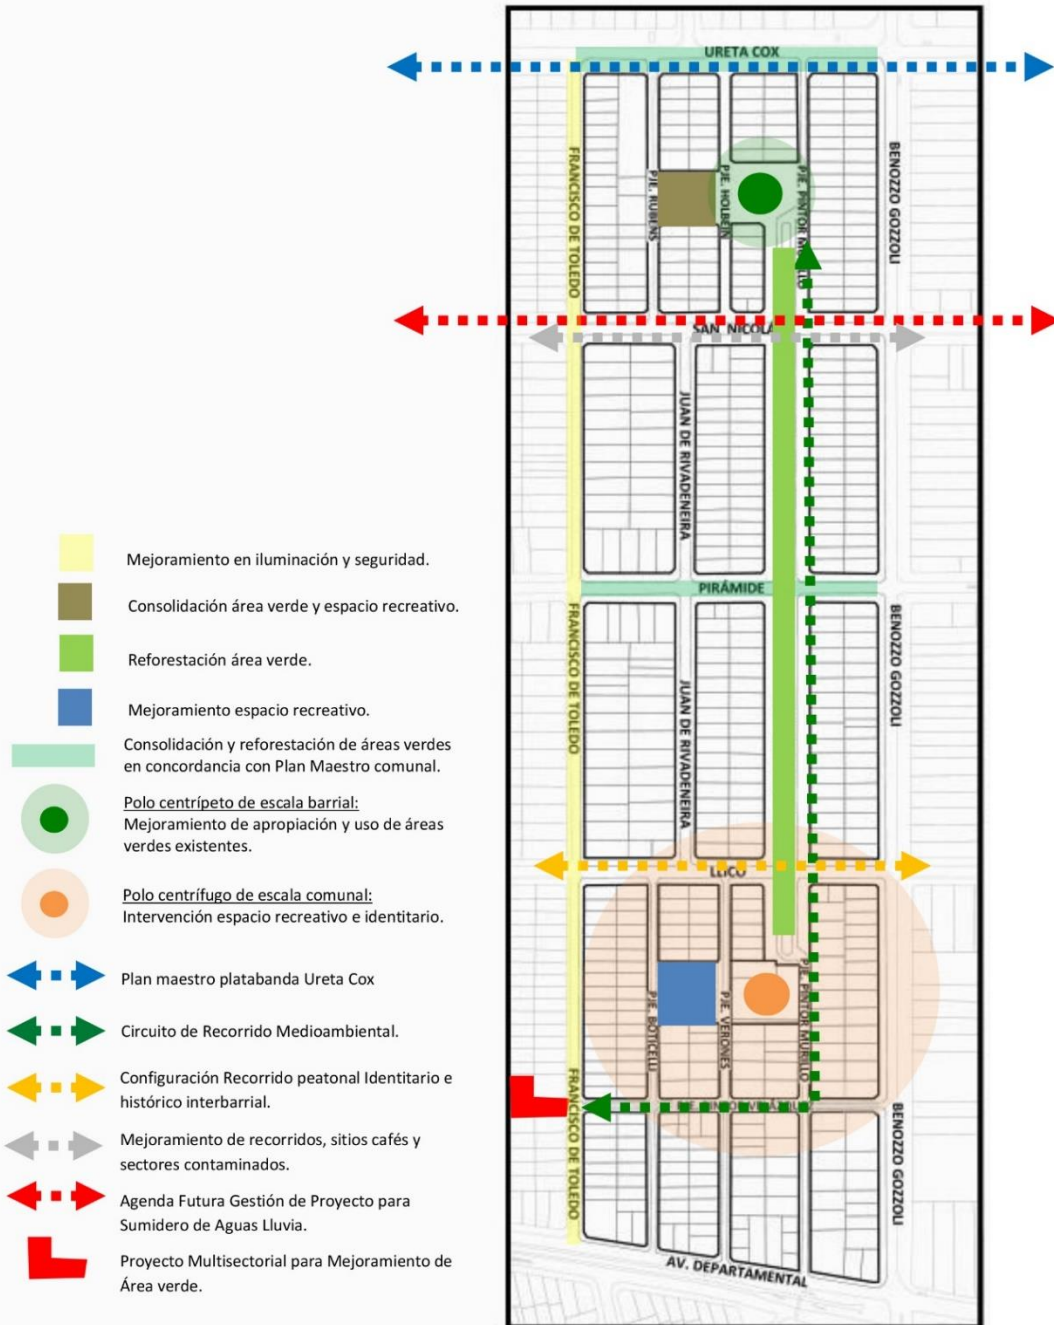 URETA COX
FRANCISCO DE TOLEDO
PJE. RUBENS
PJE. HOLBEIN
PJE. PINTOR
BENOZZO GOZZOLI
SAN NICOLÁ
JUAN DE RIVADENEIRA
PIRÁMIDE
FRANCISCO DE TOLEDO
JUAN DE RIVADENEIRA
BENOZZO GOZZOLI
PJE. BOTICELLI
PJE. VERONES
PJE. PINTOR MURILLO
FRANCISCO DE TOLEDO
BENOZZO GOZZOLI
AV. DEPARTAMENTAL
Mejoramiento en iluminación y seguridad.
Consolidación área verde y espacio recreativo.
Reforestación área verde.
Mejoramiento espacio recreativo.
Consolidación y reforestación de áreas verdes
en concordancia con Plan Maestro comunal.
Polo centrípeto de escala barrial:
Mejoramiento de apropiación y uso de áreas
verdes existentes.
Polo centrífugo de escala comunal:
Intervención espacio recreativo e identitario.
Plan maestro platabanda Ureta Cox
Circuito de Recorrido Medioambiental.
Configuración Recorrido peatonal Identitario e
histórico interbarrial.
Mejoramiento de recorridos, sitios cafés y
sectores contaminados.
Agenda Futura Gestión de Proyecto para
Sumidero de Aguas Lluvia.
Proyecto Multisectorial para Mejoramiento de
Área verde.